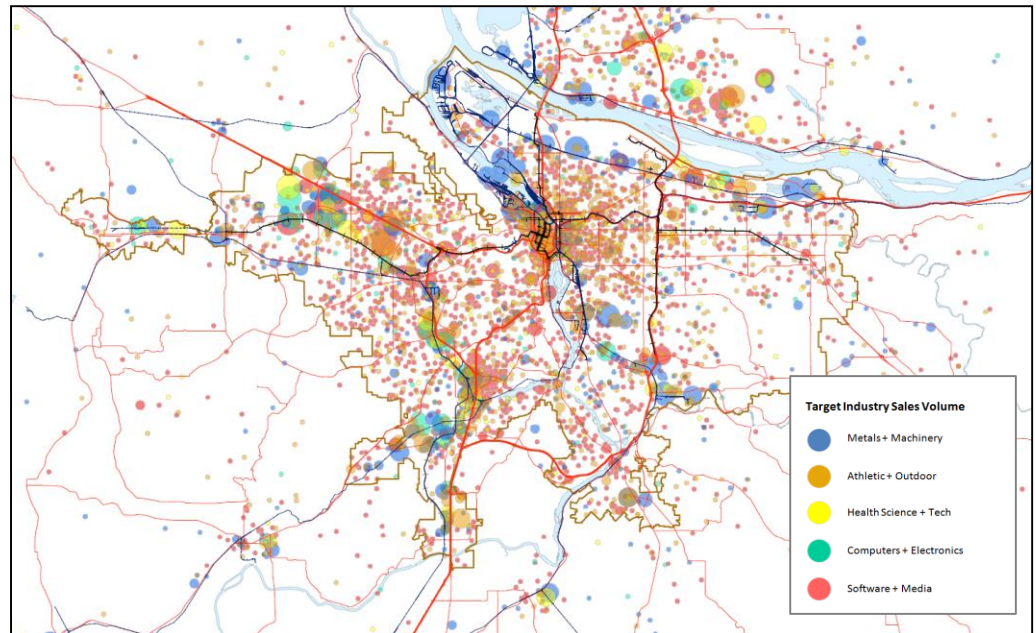 Target Industry Sales Volume
Metals + Machinery
Athletic + Outdoor
Health Science + Tech
Computers + Electronics
Software + Media